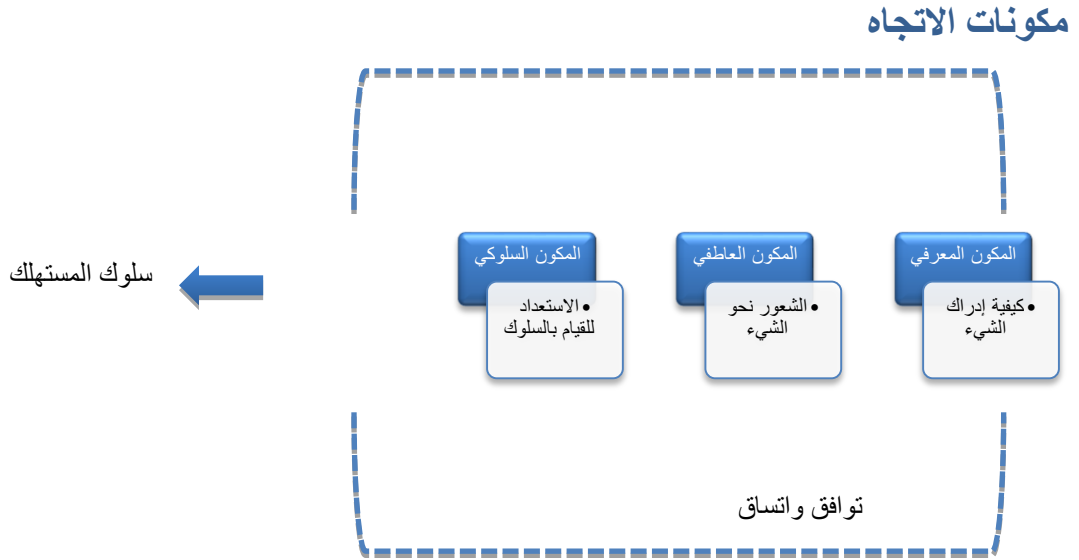 مكونات الاتجاه
المكون المعرفي
• كيفية إدراك
الشيء
المكون العاطفي
• الشعور نحو
الشيء
المكون السلوكي
• الاستعداد
للقيام بالسلوك
سلوك المستهلك
توافق واتساق